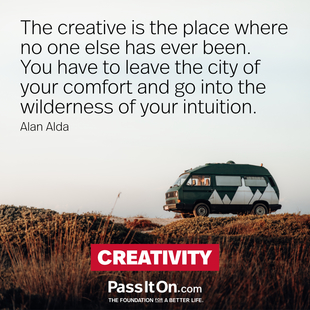 The creative is the place where
no one else has ever been.
You have to leave the city of
your comfort and go into the
wilderness of your intuition.
Alan Alda
CREATIVITY
PassItOn.com
THE FOUNDATION FOR A BETTER LIFE.